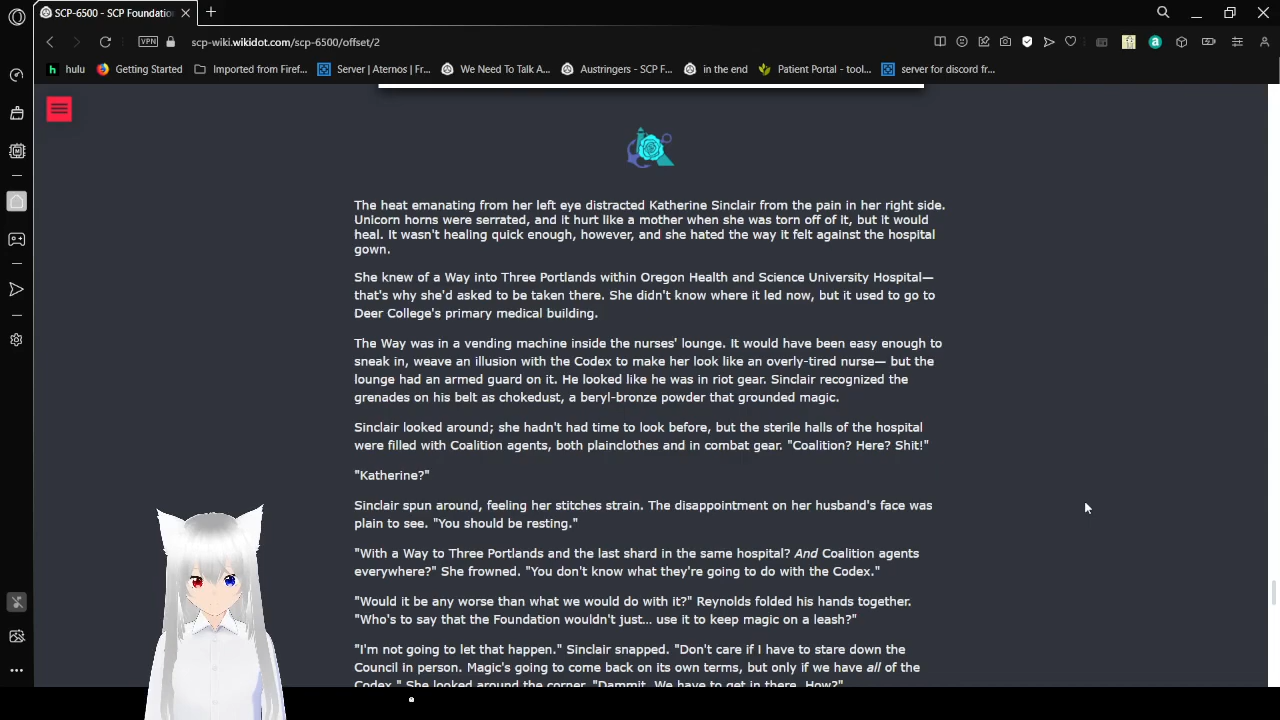 SCP-6500 - SCP Foundatio
VPN
scp-wiki.wikidot.com/scp-6500/offset/2
hulu
Getting Started
Imported from Firef...
Server | Aternos | Fr...
We Need To Talk A...
Austringers - SCP F...
in the end
Patient Portal - tool...
server for discord fr...
The heat emanating from her left eye distracted Katherine Sinclair from the pain in her right side.
Unicorn horns were serrated, and it hurt like a mother when she was torn off of it, but it would
heal. It wasn't healing quick enough, however, and she hated the way it felt against the hospital
gown.
She knew of a Way into Three Portlands within Oregon Health and Science University Hospital—
that's why she'd asked to be taken there. She didn't know where it led now, but it used to go to
Deer College's primary medical building.
The Way was in a vending machine inside the nurses' lounge. It would have been easy enough to
sneak in, weave an illusion with the Codex to make her look like an overly-tired nurse— but the
lounge had an armed guard on it. He looked like he was in riot gear. Sinclair recognized the
grenades on his belt as chokedust, a beryl-bronze powder that grounded magic.
Sinclair looked around; she hadn't had time to look before, but the sterile halls of the hospital
were filled with Coalition agents, both plainclothes and in combat gear. "Coalition? Here? Shit!"
"Katherine?"
Sinclair spun around, feeling her stitches strain. The disappointment on her husband's face was
plain to see. "You should be resting."
"With a Way to Three Portlands and the last shard in the same hospital? And Coalition agents
everywhere?" She frowned. "You don't know what they're going to do with the Codex."
"Would it be any worse than what we would do with it?" Reynolds folded his hands together.
"Who's to say that the Foundation wouldn't just... use it to keep magic on a leash?"
"I'm not going to let that happen." Sinclair snapped. "Don't care if I have to stare down the
Council in person. Magic's going to come back on its own terms, but only if we have all of the
Codex." She looked around the corner. "Dammit. We have to get in there. How?"